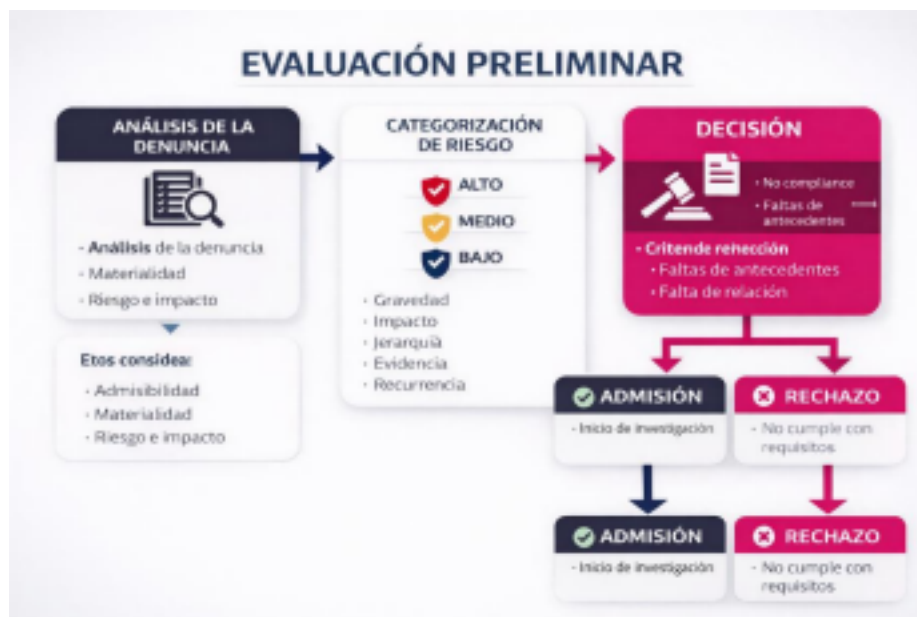 EVALUACIÓN PRELIMINAR
ANÁLISIS DE LA
DENUNCIA
- Análisis de la denuncia
- Materialidad
- Riesgo e impacto
Etos considea:
- Admisibilidad
- Materialidad
- Riesgo e impacto
CATEGORIZACIÓN
DE RIESGO
ALTO
MEDIO
BAJO
- Gravedad
- Impacto
- Jerarquià
- Evidencia
- Recurrencia
DECISIÓN
• No compliance
• Faltas de
antecedentes
• Critende reħección
• Faltas de antecedentes
• Falta de relación
ADMISIÓN
- Inicio de investigación
RECHAZO
- No cumple con
requisitos
ADMISIÓN
- Inicio de investigación
RECHAZO
- No cumple con
requisitos